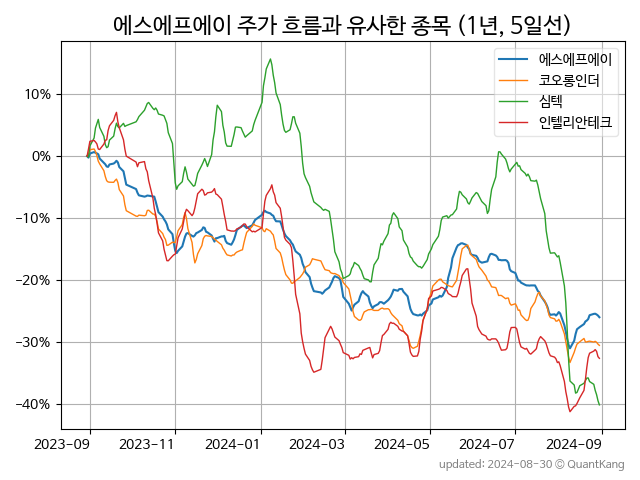 에스에프에이 주가 흐름과 유사한 종목 (1년, 5일선)
에스에프에이
코오롱인더
심텍
인텔리안테크
10%
0%
−10%
−20%
−30%
−40%
2023-09 2023-11 2024-01 2024-03 2024-05 2024-07 2024-09
updated: 2024-08-30 © QuantKang